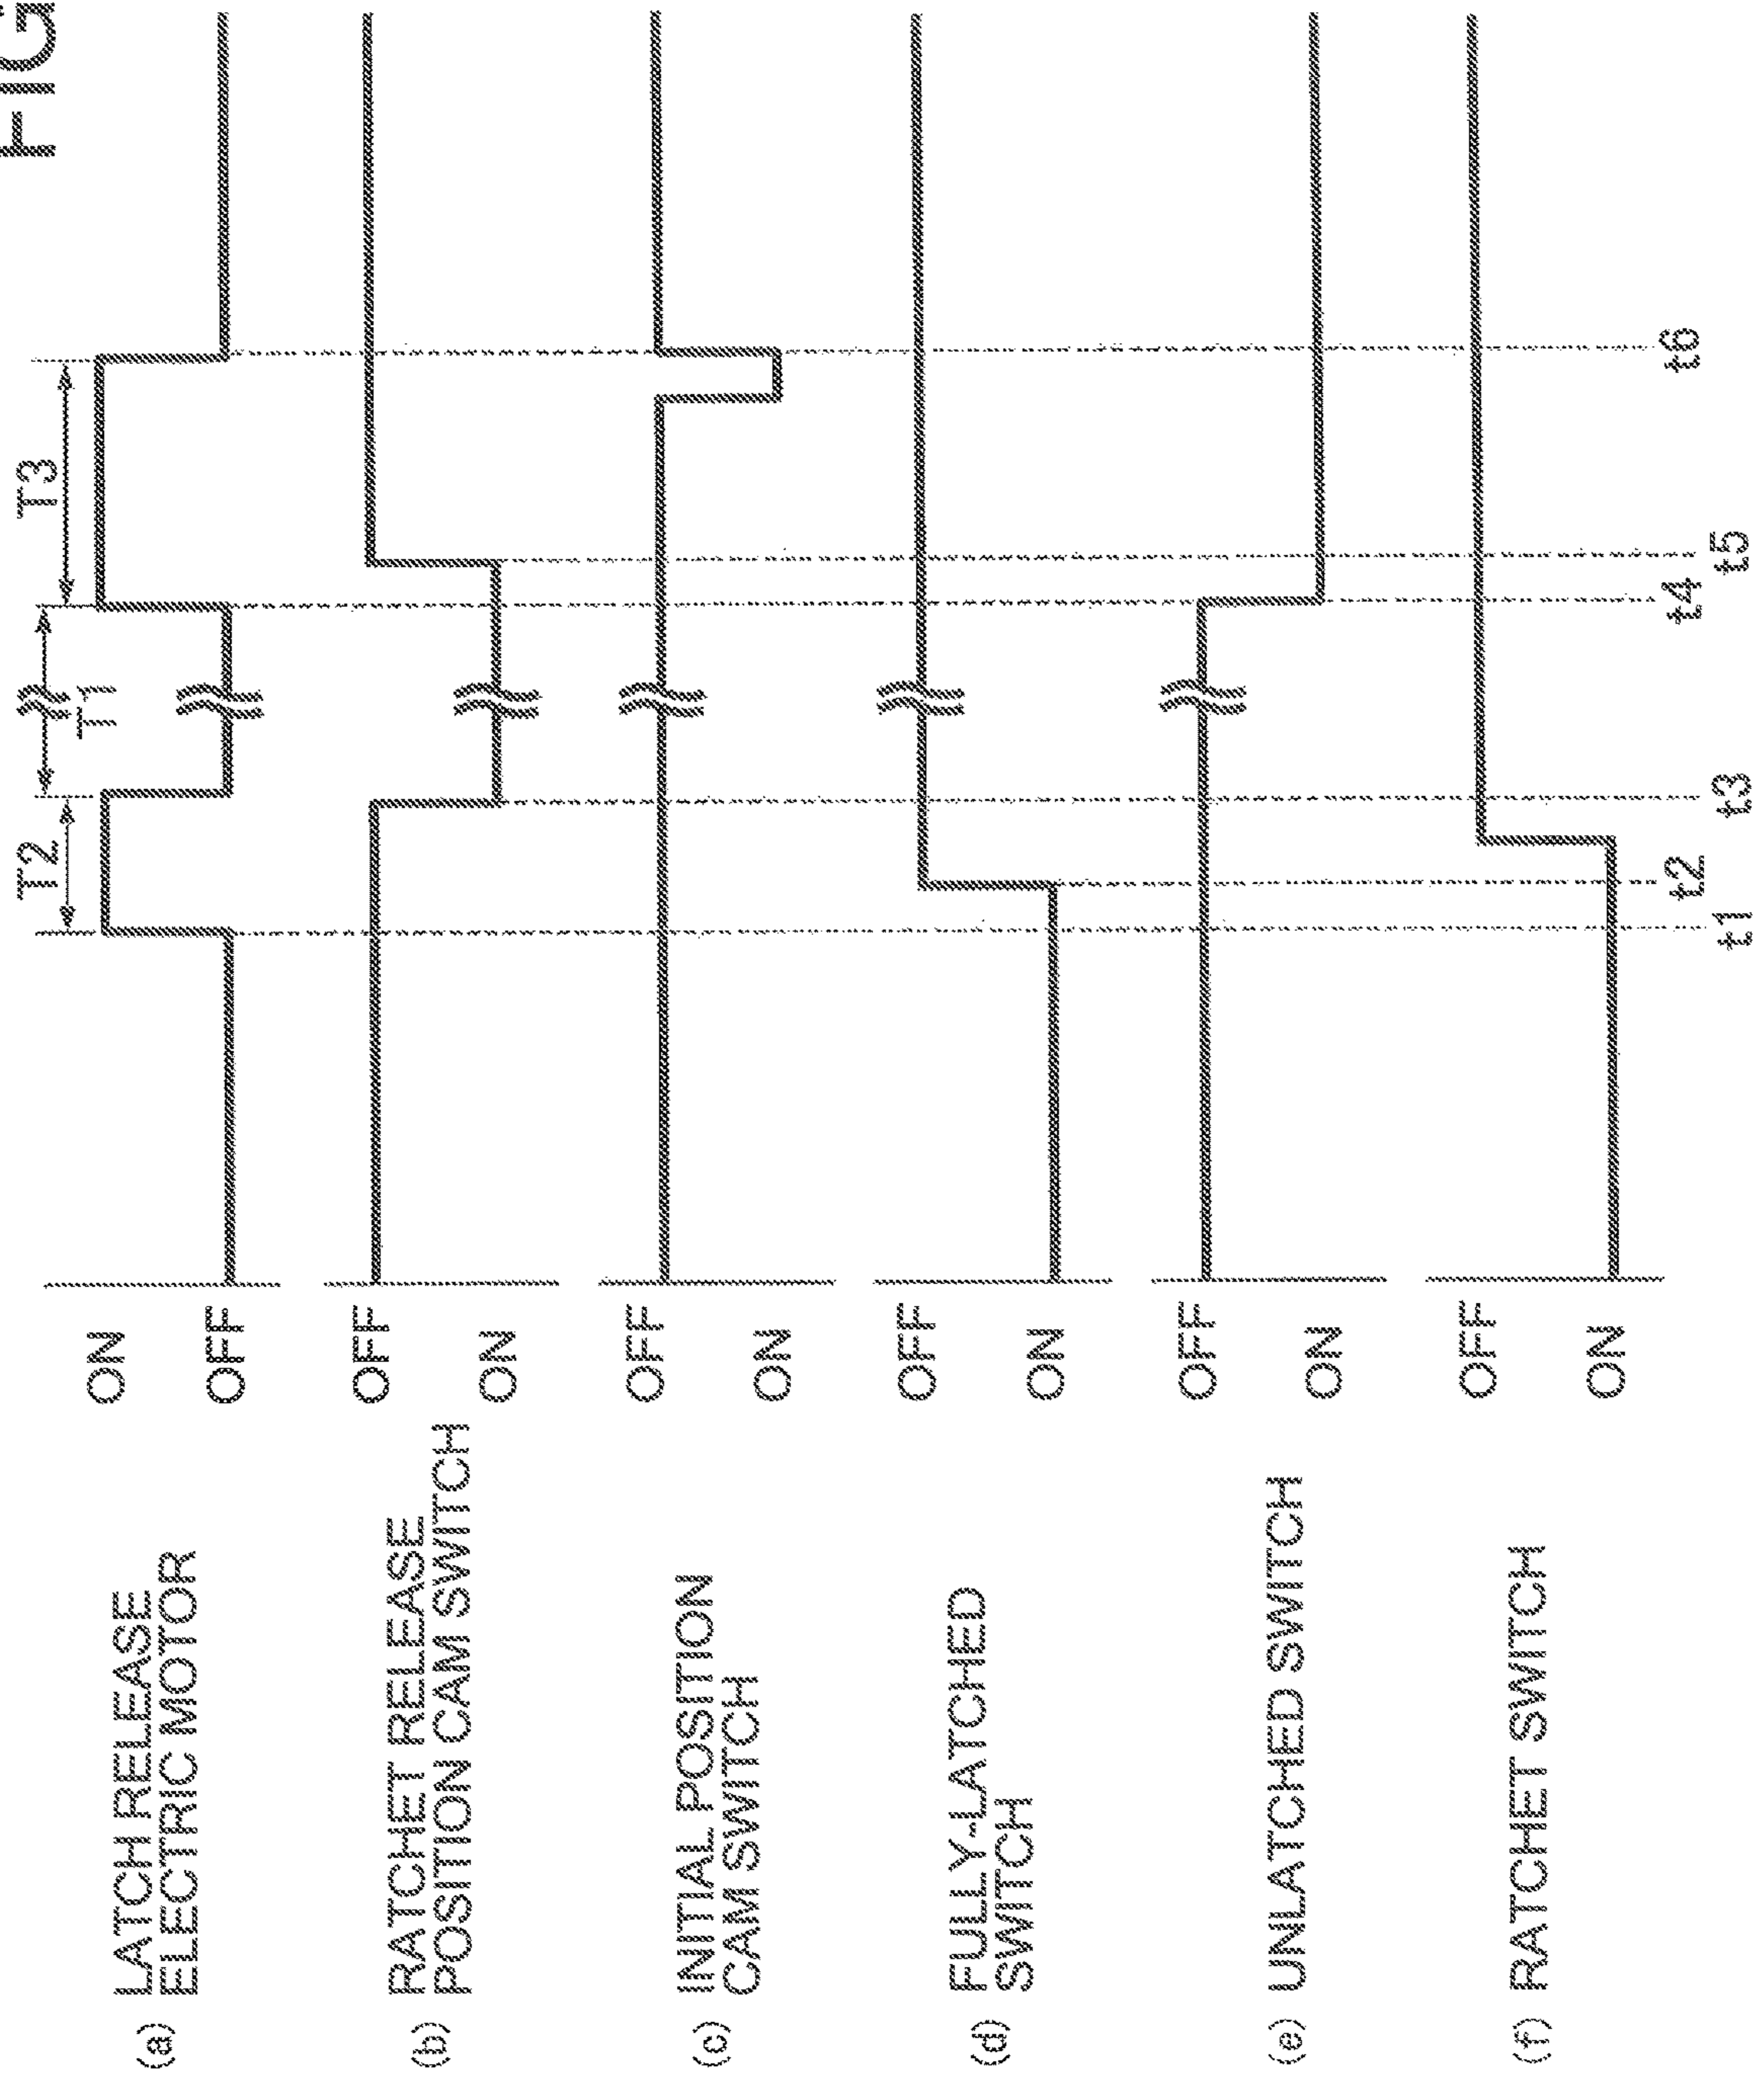 FIG
T2
T1
T3
(a) LATCH RELEASE
ELECTRIC MOTOR
ON
OFF
(b) RATCHET RELEASE
POSITION CAM SWITCH
OFF
ON
(c) INITIAL POSITION
CAM SWITCH
OFF
ON
(d) FULLY-LATCHED
SWITCH
OFF
ON
(e) UNLATCHED SWITCH
OFF
ON
(f) RATCHET SWITCH
OFF
ON
t1
t2
t3
t4
t5
t6